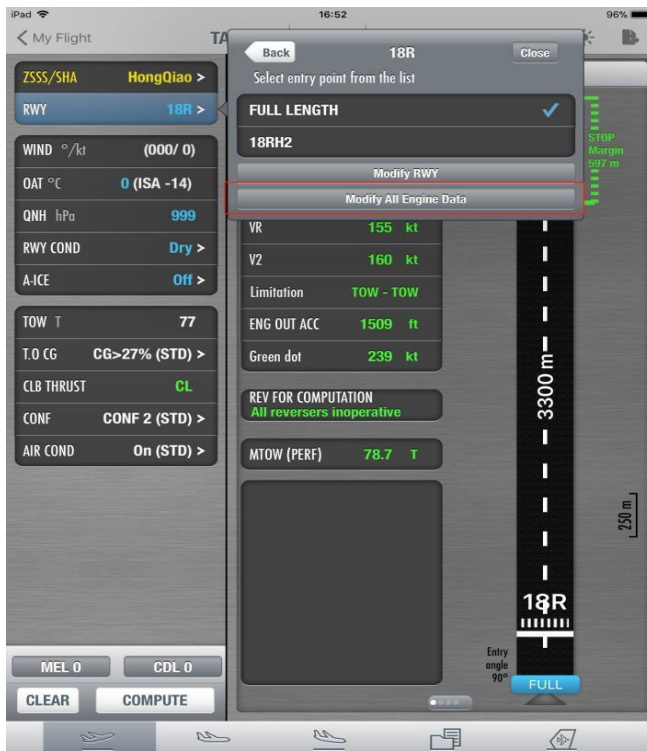 iPad
16:52
96%
My Flight
TA
ZSSS/SHA HongQiao >
RWY 18R >
WIND °/kt (000/ 0)
OAT °C 0 (ISA -14)
QNH hPa 999
RWY COND Dry >
A-ICE Off >
TOW T 77
T.O CG CG>27% (STD) >
CLB THRUST CL
CONF CONF 2 (STD) >
AIR COND On (STD) >
MEL 0 CDL 0
CLEAR COMPUTE
Back 18R Close
Select entry point from the list
FULL LENGTH
18RH2
Modify RWY
Modify All Engine Data
VR 155 kt
V2 160 kt
Limitation TOW - TOW
ENG OUT ACC 1509 ft
Green dot 239 kt
REV FOR COMPUTATION
All reversers inoperative
MTOW (PERF) 78.7 T
STOP
Margin
597 m
3300 m
250 m
18R
Entry
angle
90°
FULL